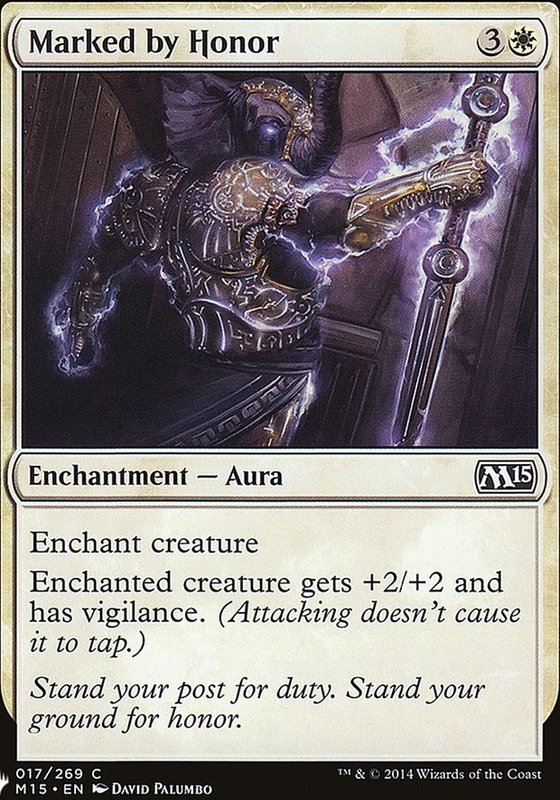 Marked by Honor 3
Enchantment — Aura M15
Enchant creature
Enchanted creature gets +2/+2 and
has vigilance. (Attacking doesn't cause
it to tap.)
Stand your post for duty. Stand your
ground for honor.
017/269 C ™ & © 2014 Wizards of the Coast
M15 • EN David Palumbo